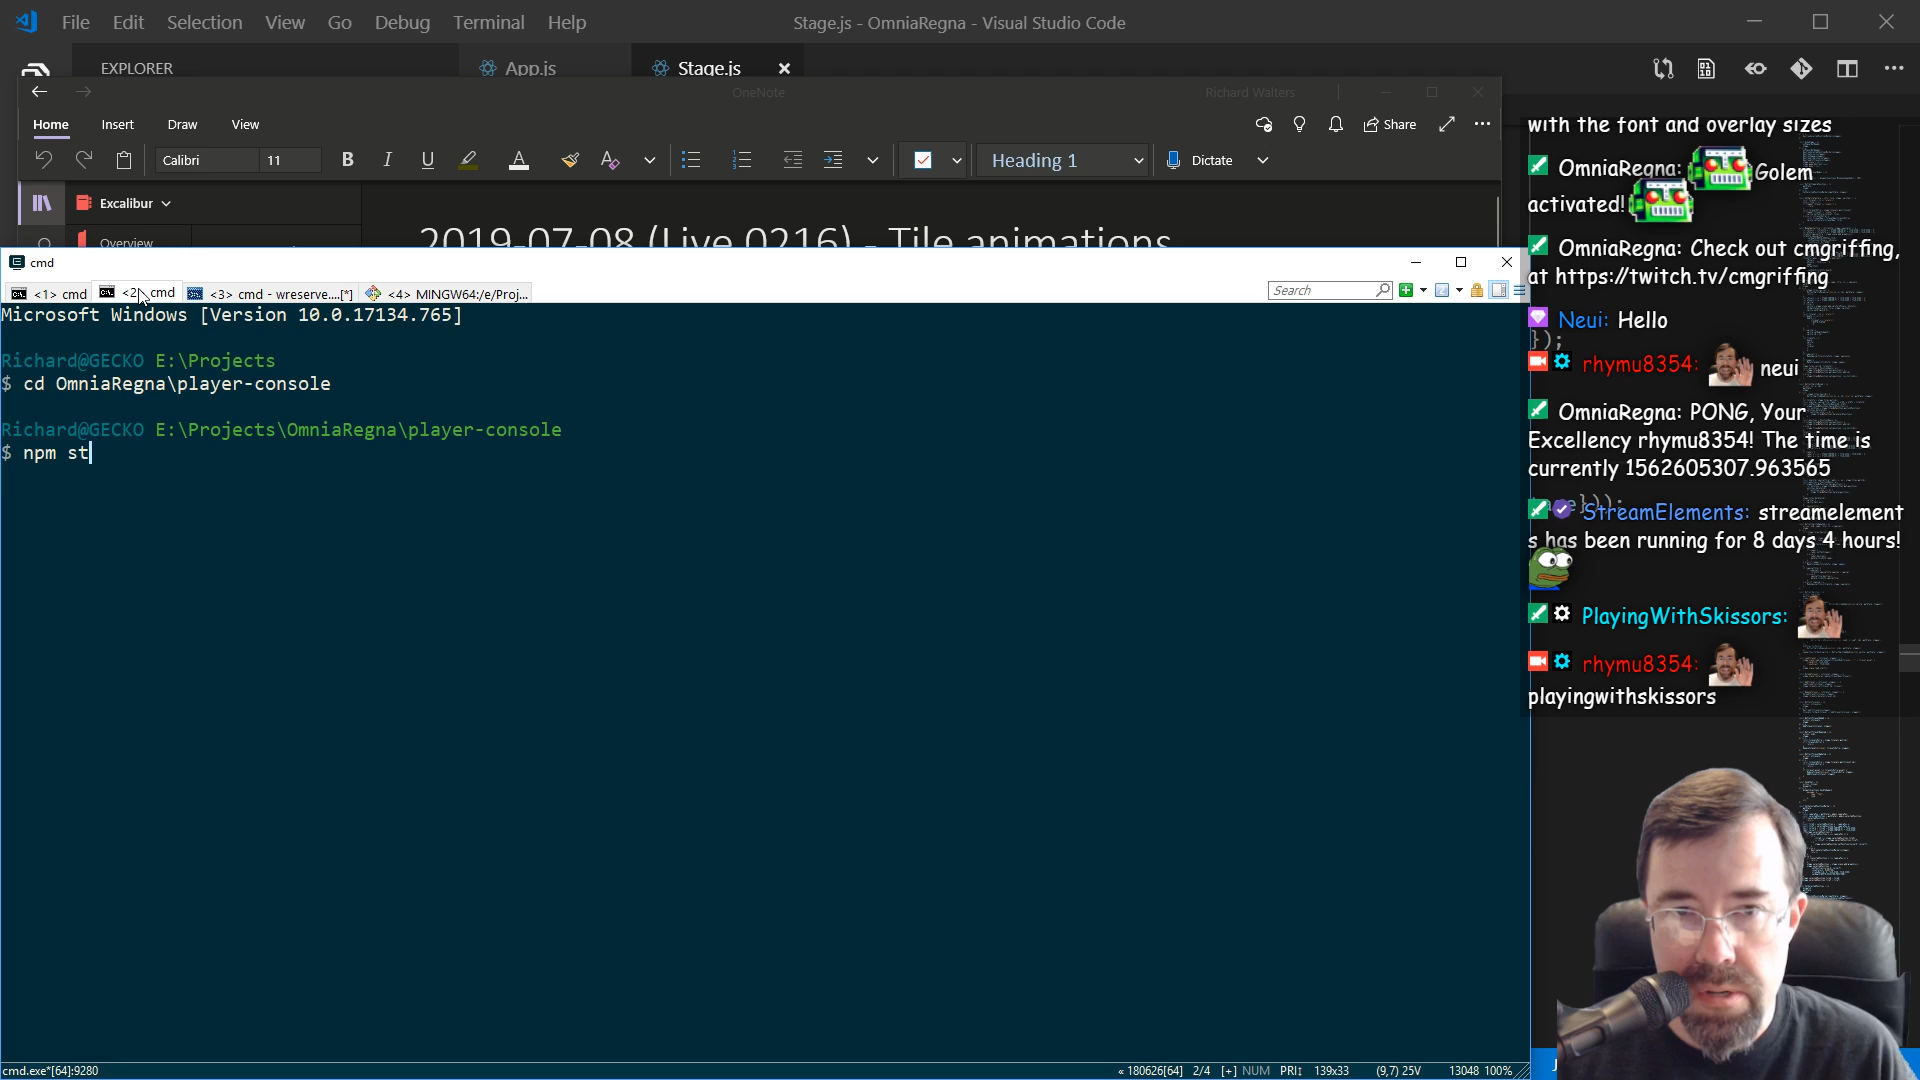 File Edit Selection View Go Debug Terminal Help
Stage.js - OmniaRegna - Visual Studio Code
EXPLORER
App.js
Stage.js
OneNote
Richard Walters
Home Insert Draw View
Share
Calibri 11
Heading 1
Dictate
Excalibur
Overview
2019-07-08 (Live 0216) - Tile animations
cmd
<1> cmd
<2> cmd
<3> cmd - wreserve....[*]
<4> MINGW64:/e/Proj...
Search
Microsoft Windows [Version 10.0.17134.765]
Richard@GECKO E:\Projects
$ cd OmniaRegna\player-console
Richard@GECKO E:\Projects\OmniaRegna\player-console
$ npm st
cmd.exe*[64]:9280
« 180626[64] 2/4 [+] NUM PRI↕ 139x33 (9,7) 25V 13048 100%
with the font and overlay sizes
OmniaRegna: Golem
activated!
OmniaRegna: Check out cmgriffing,
at https://twitch.tv/cmgriffing
Neui: Hello
});
rhymu8354: neui
OmniaRegna: PONG, Your
Excellency rhymu8354! The time is
currently 1562605307.963565
StreamElements: streamelement
s has been running for 8 days 4 hours!
PlayingWithSkissors:
rhymu8354:
playingwithskissors